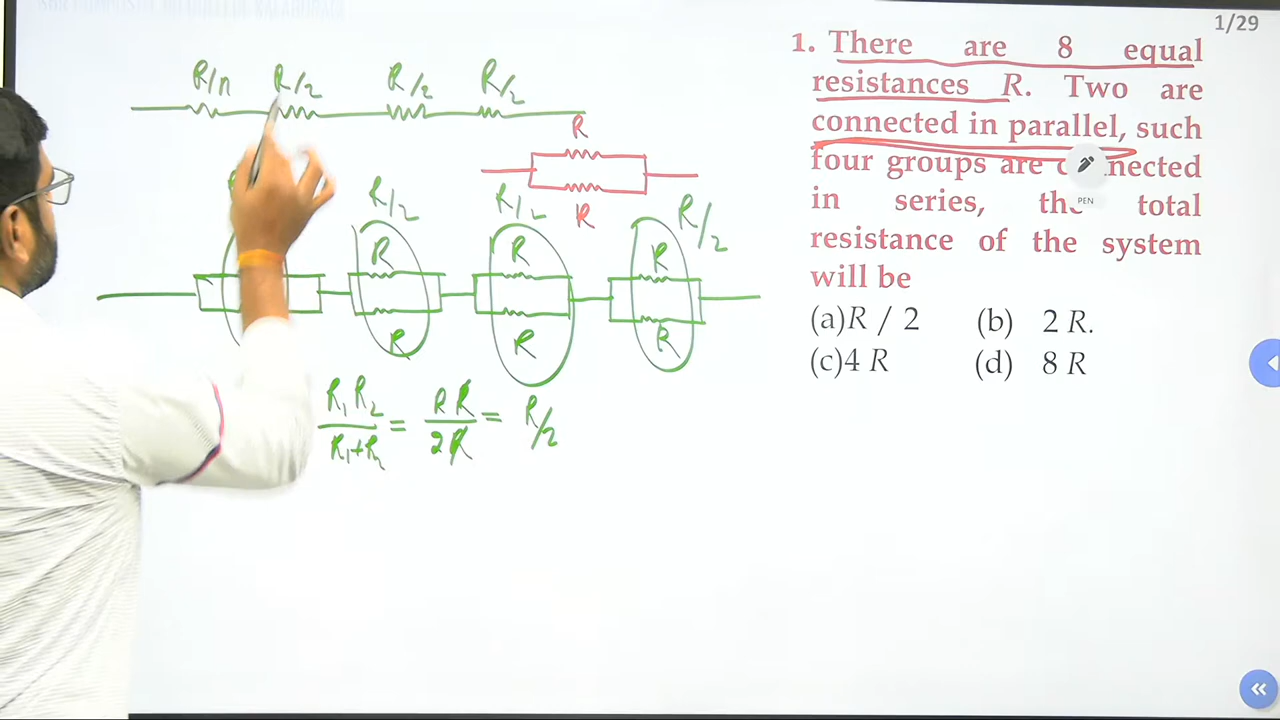 1/29
1. There are 8 equal
resistances R. Two are
connected in parallel, such
four groups are nected
in series, the total
resistance of the system
will be
(a)R / 2 (b) 2 R.
(c)4 R (d) 8 R
PEN
R/n R/2 R/2 R/2
R
R
R/2 R/2 R/2
R R R
R R R
R₁R₂ / R₁+R₂ = R R / 2R = R/2